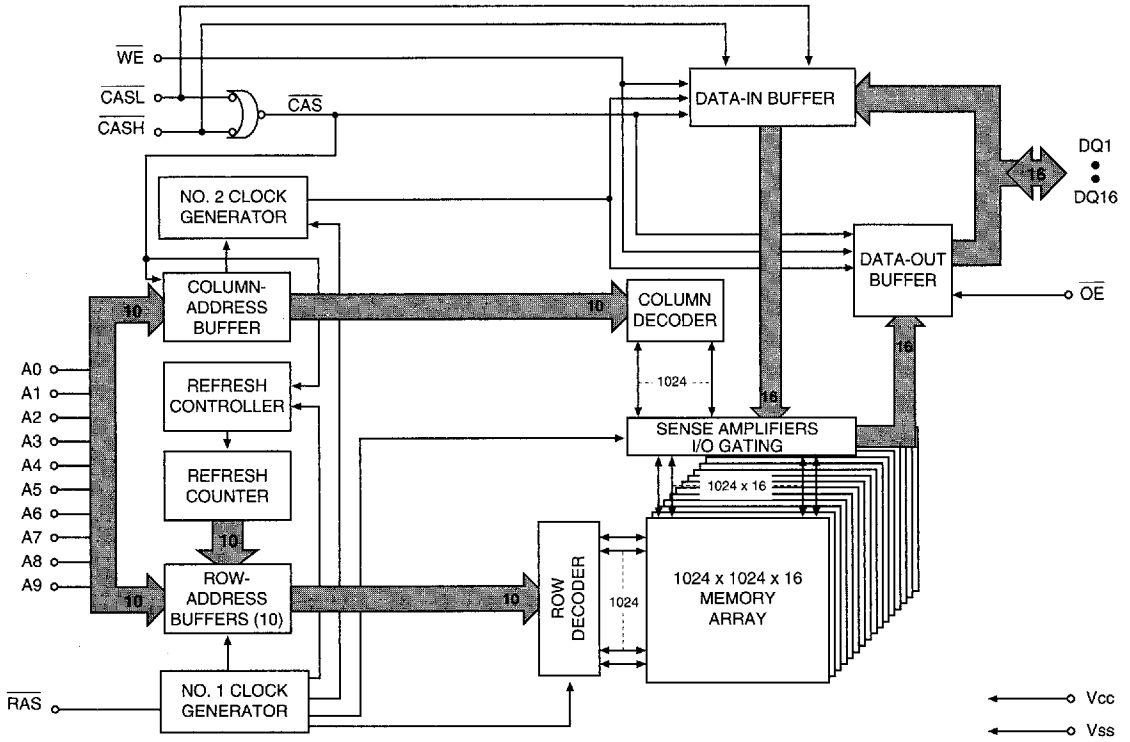 WE
CASL
CASH
CAS
DATA-IN BUFFER
DQ1
DQ16
16
NO. 2 CLOCK
GENERATOR
DATA-OUT
BUFFER
OE
10
COLUMN-
ADDRESS
BUFFER
10
COLUMN
DECODER
16
A0
A1
A2
A3
A4
A5
A6
A7
A8
A9
REFRESH
CONTROLLER
1024
16
SENSE AMPLIFIERS
I/O GATING
REFRESH
COUNTER
1024 x 16
10
10
ROW-
ADDRESS
BUFFERS (10)
10
ROW
DECODER
1024
1024 x 1024 x 16
MEMORY
ARRAY
RAS
NO. 1 CLOCK
GENERATOR
Vcc
Vss